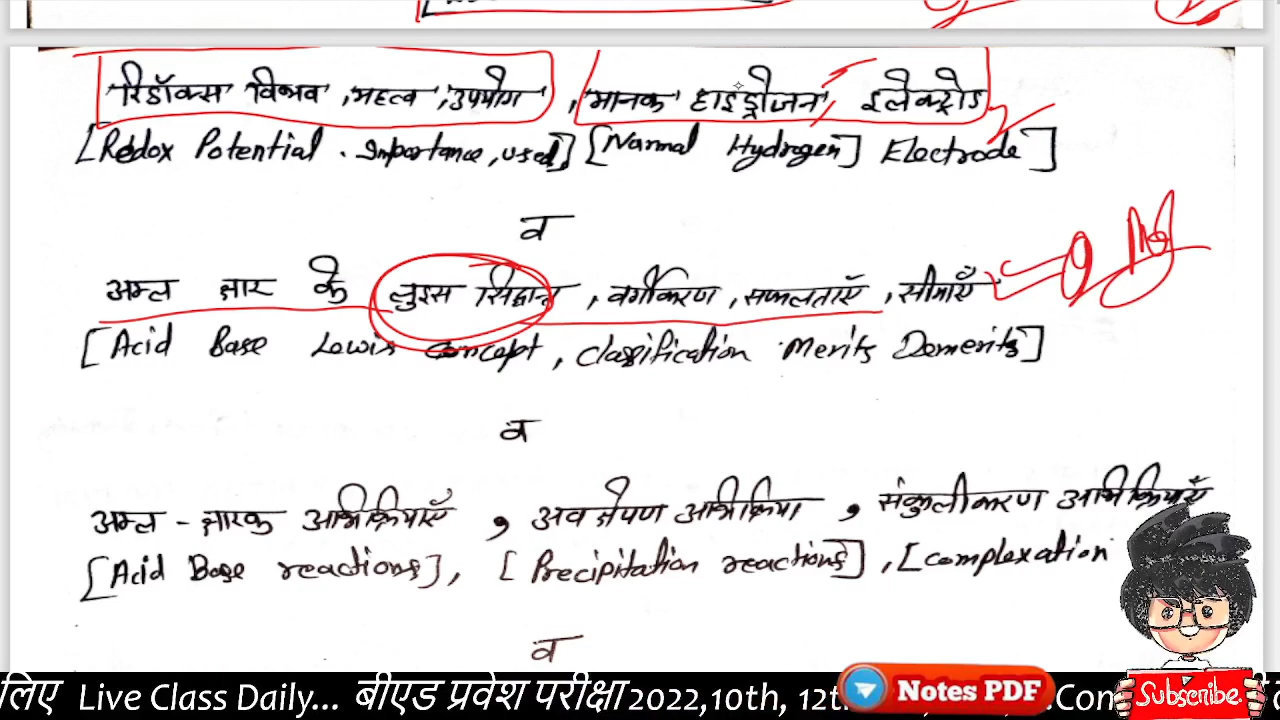 रिडॉक्स विभव , महत्व , उपयोग , मानक हाइड्रोजन इलेक्ट्रोड
[Redox Potential . Importance, used] [Normal Hydrogen] Electrode]
व
अम्ल क्षार के लुइस सिद्धान्त , वर्गीकरण , सफलताएँ , सीमाएँ
[Acid Base Lewis concept , classification Merits Demerits]
व
अम्ल - क्षारक अभिक्रियाएँ , अवक्षेपण अभिक्रिया , संकुलीकरण अभिक्रियाएँ
[Acid Base reactions], [Precipitation reactions], [complexation
व
लिए Live Class Daily... बीएड प्रवेश परीक्षा 2022,10th, 12t
Notes PDF
Subscribe